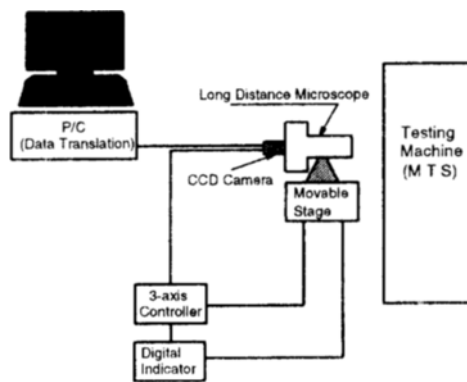 P/C
(Data Translation)
Long Distance Microscope
CCD Camera
Movable
Stage
Testing
Machine
(M T S)
3-axis
Controller
Digital
Indicator